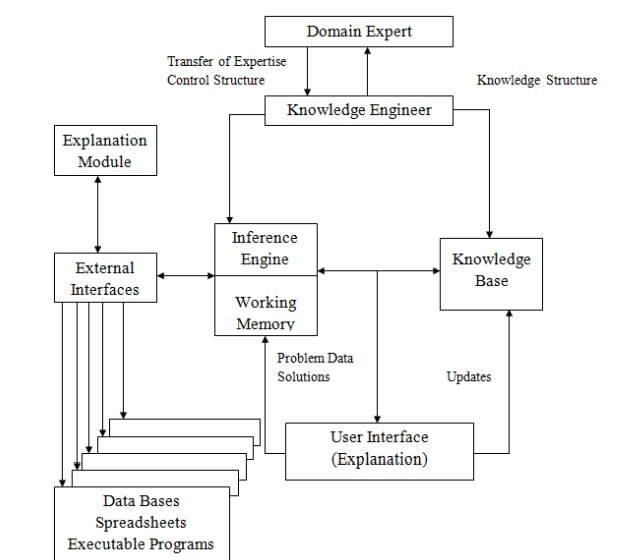 Domain Expert
Transfer of Expertise
Control Structure
Knowledge Structure
Knowledge Engineer
Explanation
Module
Inference
Engine
Knowledge
Base
External
Interfaces
Working
Memory
Problem Data
Solutions
Updates
User Interface
(Explanation)
Data Bases
Spreadsheets
Executable Programs